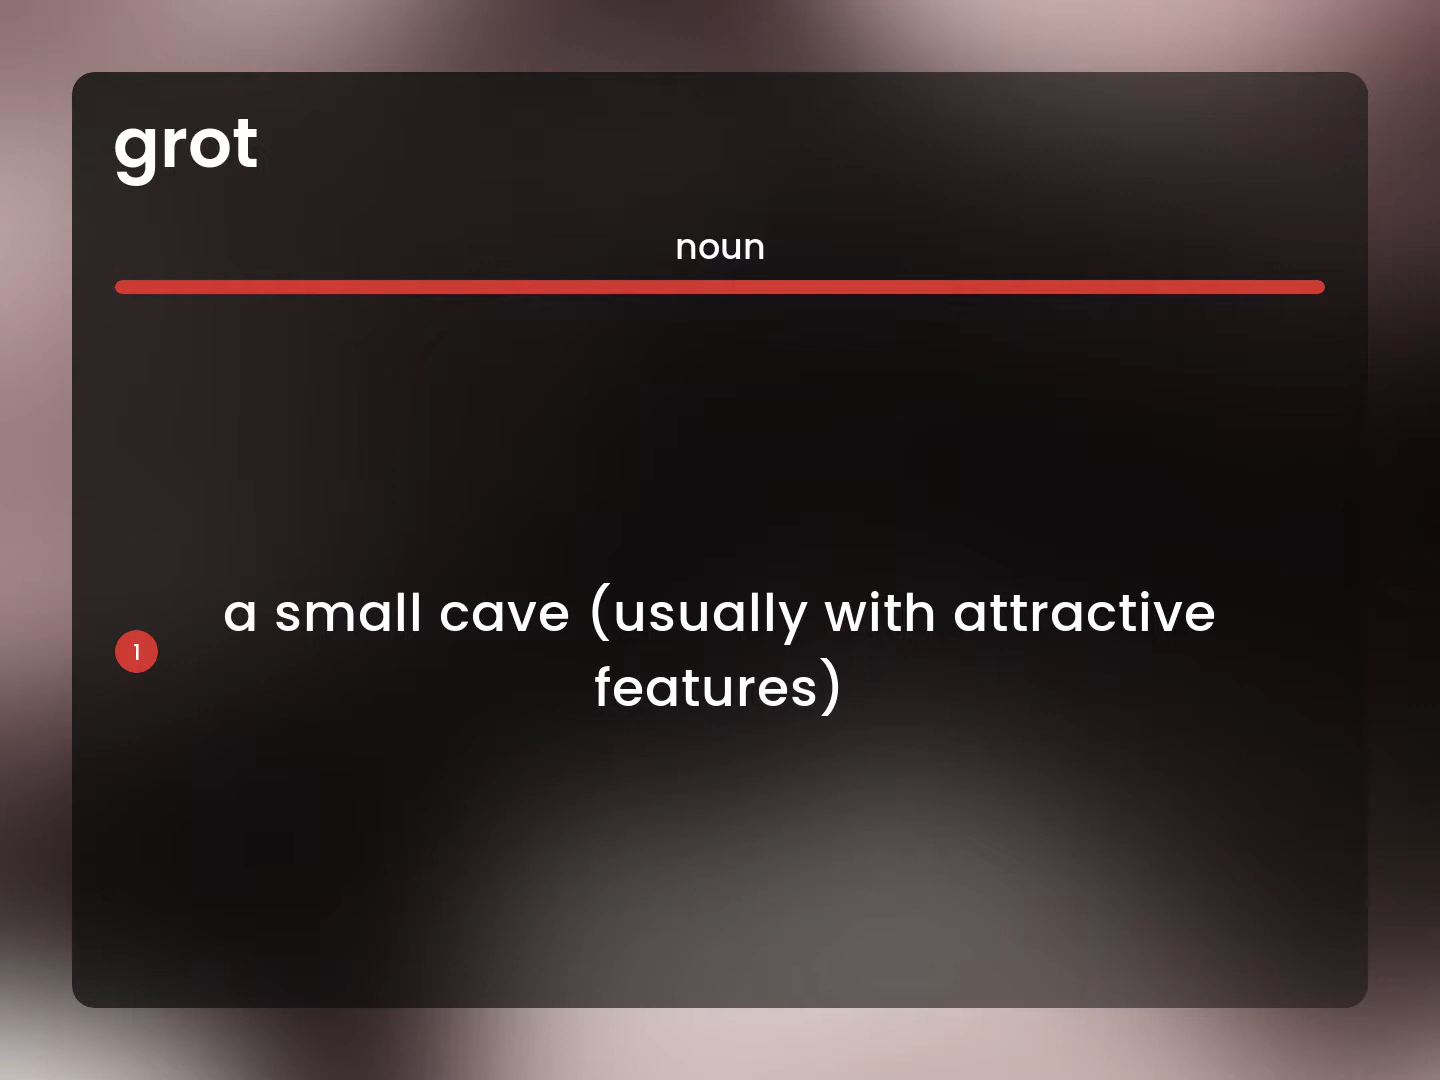 grot
noun
1
a small cave (usually with attractive
features)